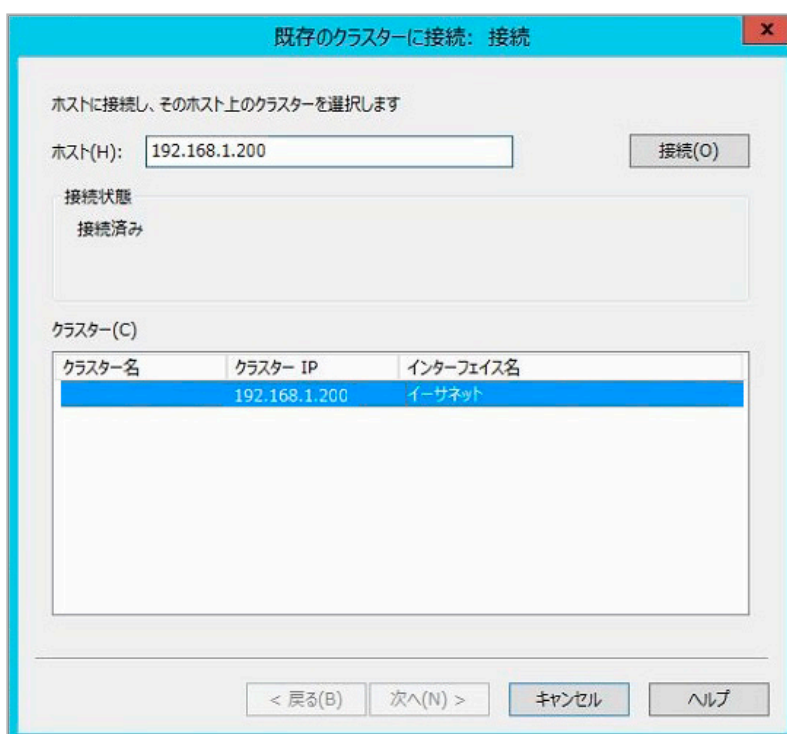 既存のクラスターに接続: 接続
x
ホストに接続し、そのホスト上のクラスターを選択します
ホスト(H): 192.168.1.200 接続(O)
接続状態
接続済み
クラスター(C)
クラスター名 クラスター IP インターフェイス名
192.168.1.200 イーサネット
< 戻る(B) 次へ(N) > キャンセル ヘルプ